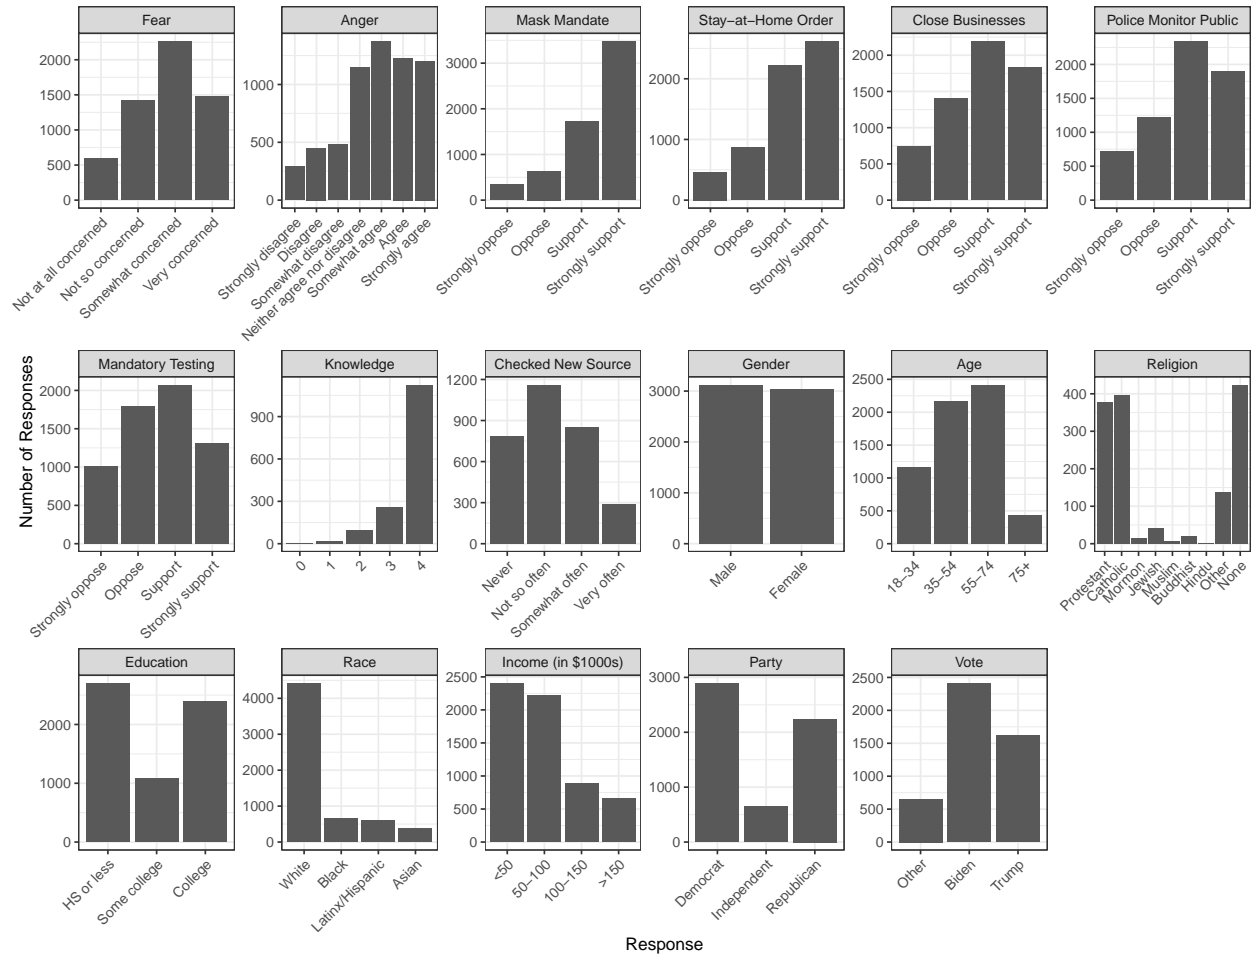 Fear
Anger
Mask Mandate
Stay−at−Home Order
Close Businesses
Police Monitor Public
2000
1500
1000
500
0
1000
500
0
3000
2000
1000
0
2000
1000
0
2000
1500
1000
500
0
2000
1500
1000
500
0
Not at all concerned
Not so concerned
Somewhat concerned
Very concerned
Strongly disagree
Disagree
Somewhat disagree
Neither agree nor disagree
Somewhat agree
Agree
Strongly agree
Strongly oppose
Oppose
Support
Strongly support
Strongly oppose
Oppose
Support
Strongly support
Strongly oppose
Oppose
Support
Strongly support
Strongly oppose
Oppose
Support
Strongly support
Number of Responses
Mandatory Testing
Knowledge
Checked New Source
Gender
Age
Religion
2000
1500
1000
500
0
900
600
300
0
1200
900
600
300
0
3000
2000
1000
0
2500
2000
1500
1000
500
0
400
300
200
100
0
Strongly oppose
Oppose
Support
Strongly support
0
1
2
3
4
Never
Not so often
Somewhat often
Very often
Male
Female
18−34
35−54
55−74
75+
Protestant
Catholic
Mormon
Jewish
Muslim
Buddhist
Hindu
Other
None
Education
Race
Income (in $1000s)
Party
Vote
2000
1000
0
4000
3000
2000
1000
0
2500
2000
1500
1000
500
0
3000
2000
1000
0
2500
2000
1500
1000
500
0
HS or less
Some college
College
White
Black
Latinx/Hispanic
Asian
<50
50−100
100−150
>150
Democrat
Independent
Republican
Other
Biden
Trump
Response